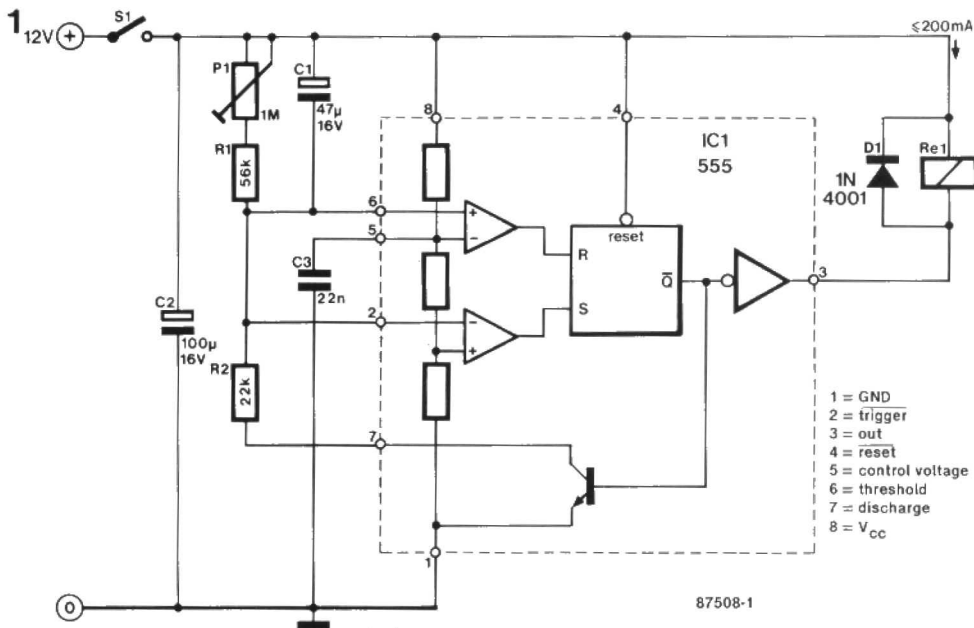 1
12V
+
S1
≤200mA
P1
1M
C1
47µ
16V
8
4
IC1
555
D1
1N
4001
Re1
R1
56k
6
+
−
5
reset
R
S
Q̅
3
C3
22n
2
−
+
C2
100µ
16V
R2
22k
7
1
0
1 = GND
2 = t̅r̅i̅g̅g̅e̅r̅
3 = out
4 = r̅e̅s̅e̅t̅
5 = control voltage
6 = threshold
7 = discharge
8 = VCC
87508-1